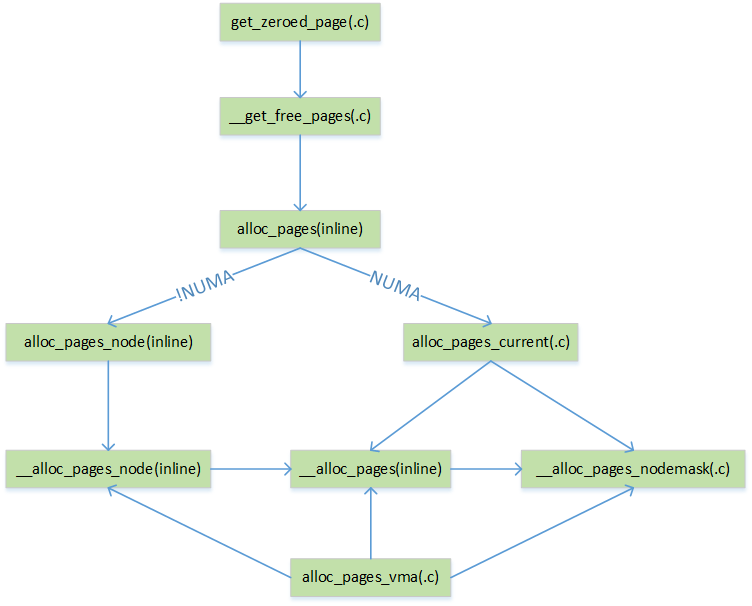 get_zeroed_page(.c)
__get_free_pages(.c)
alloc_pages(inline)
!NUMA
NUMA
alloc_pages_node(inline)
alloc_pages_current(.c)
__alloc_pages_node(inline)
__alloc_pages(inline)
__alloc_pages_nodemask(.c)
alloc_pages_vma(.c)